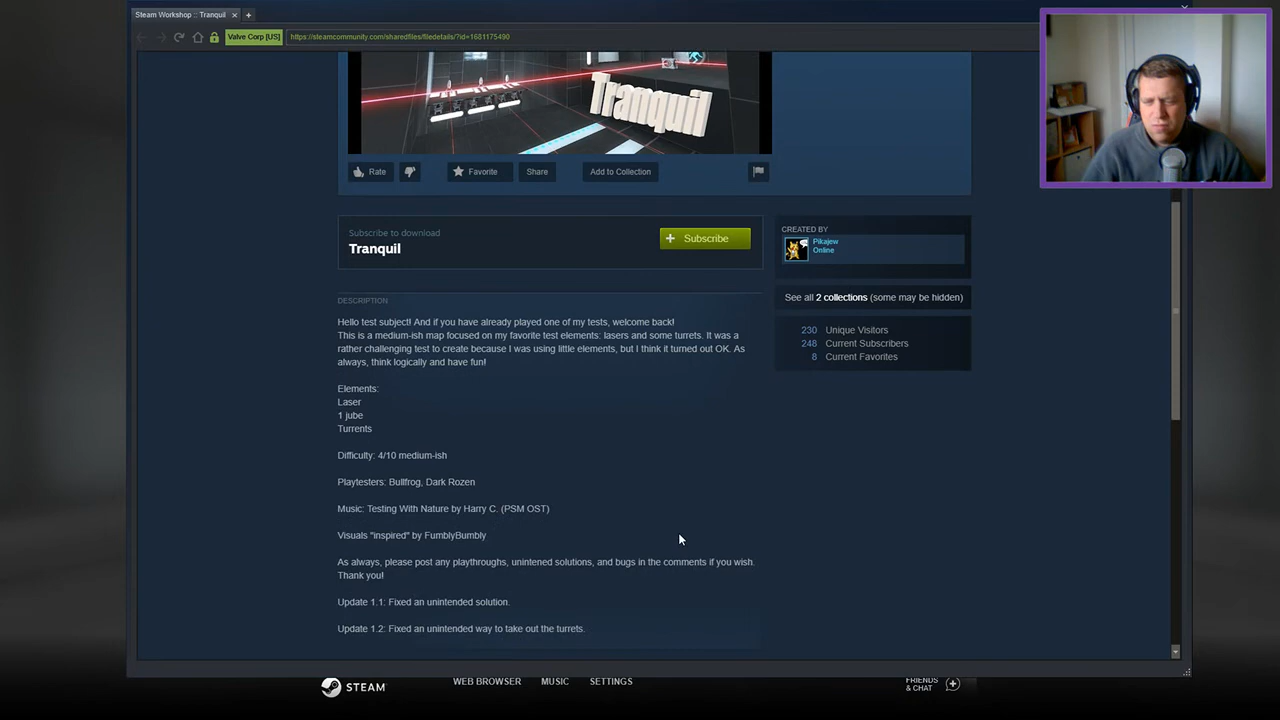 Steam Workshop :: Tranquil
Valve Corp [US]
https://steamcommunity.com/sharedfiles/filedetails/?id=1681175490
Tranquil
Rate
Favorite
Share
Add to Collection
Subscribe to download
Tranquil
Subscribe
CREATED BY
Pikajew
Online
See all 2 collections (some may be hidden)
230 Unique Visitors
248 Current Subscribers
8 Current Favorites
DESCRIPTION
Hello test subject! And if you have already played one of my tests, welcome back!
This is a medium-ish map focused on my favorite test elements: lasers and some turrets. It was a
rather challenging test to create because I was using little elements, but I think it turned out OK. As
always, think logically and have fun!
Elements:
Laser
1 jube
Turrents
Difficulty: 4/10 medium-ish
Playtesters: Bullfrog, Dark Rozen
Music: Testing With Nature by Harry C. (PSM OST)
Visuals "inspired" by FumblyBumbly
As always, please post any playthroughs, unintened solutions, and bugs in the comments if you wish.
Thank you!
Update 1.1: Fixed an unintended solution.
Update 1.2: Fixed an unintended way to take out the turrets.
STEAM
WEB BROWSER
MUSIC
SETTINGS
FRIENDS
& CHAT